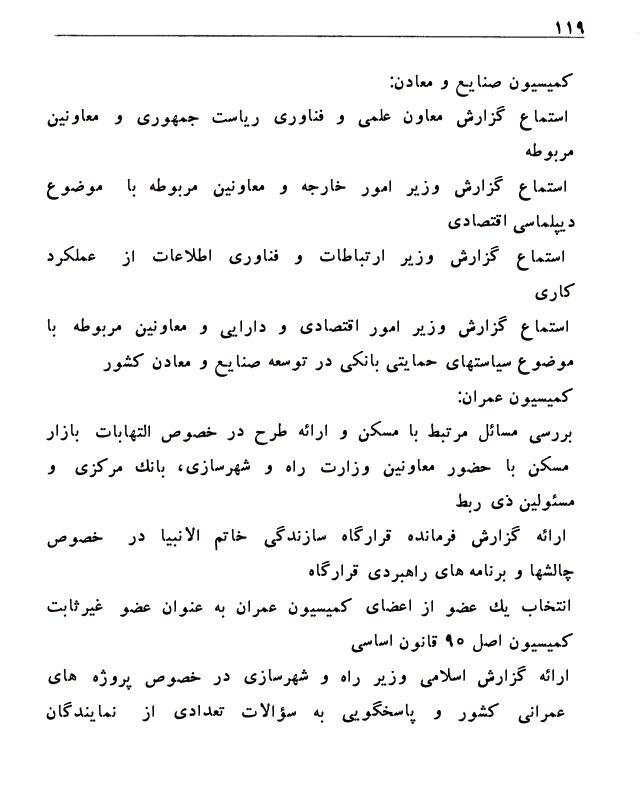 ۱۱۹
کمیسیون صنایع و معادن:
استماع گزارش معاون علمی و فناوری ریاست جمهوری و معاونین
مربوطه
استماع گزارش وزیر امور خارجه و معاونین مربوطه با موضوع
دیپلماسی اقتصادی
استماع گزارش وزیر ارتباطات و فناوری اطلاعات از عملکرد
کاری
استماع گزارش وزیر امور اقتصادی و دارایی و معاونین مربوطه با
موضوع سیاستهای حمایتی بانکی در توسعه صنایع و معادن کشور
کمیسیون عمران:
بررسی مسائل مرتبط با مسکن و ارائه طرح در خصوص التهابات بازار
مسکن با حضور معاونین وزارت راه و شهرسازی، بانك مرکزی و
مسئولین ذی ربط
ارائه گزارش فرمانده قرارگاه سازندگی خاتم الانبیا در خصوص
چالشها و برنامه های راهبردی قرارگاه
انتخاب یك عضو از اعضای کمیسیون عمران به عنوان عضو غیرثابت
کمیسیون اصل ۹۰ قانون اساسی
ارائه گزارش اسلامی وزیر راه و شهرسازی در خصوص پروژه های
عمرانی کشور و پاسخگویی به سؤالات تعدادی از نمایندگان